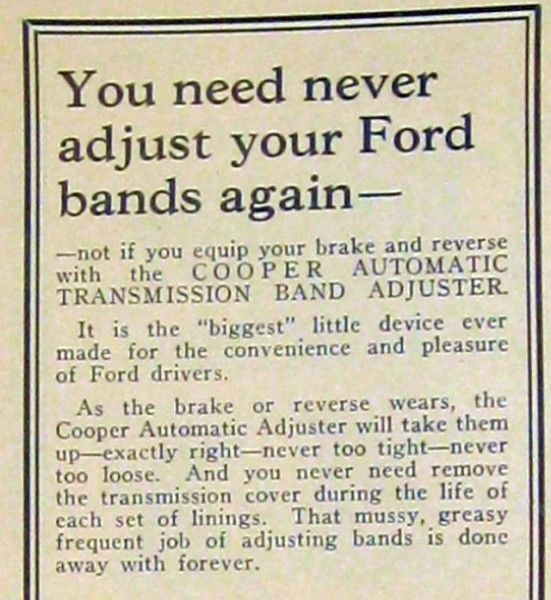 You need never
adjust your Ford
bands again—
—not if you equip your brake and reverse
with the COOPER AUTOMATIC
TRANSMISSION BAND ADJUSTER.
It is the “biggest” little device ever
made for the convenience and pleasure
of Ford drivers.
As the brake or reverse wears, the
Cooper Automatic Adjuster will take them
up—exactly right—never too tight—never
too loose. And you never need remove
the transmission cover during the life of
each set of linings. That mussy, greasy
frequent job of adjusting bands is done
away with forever.